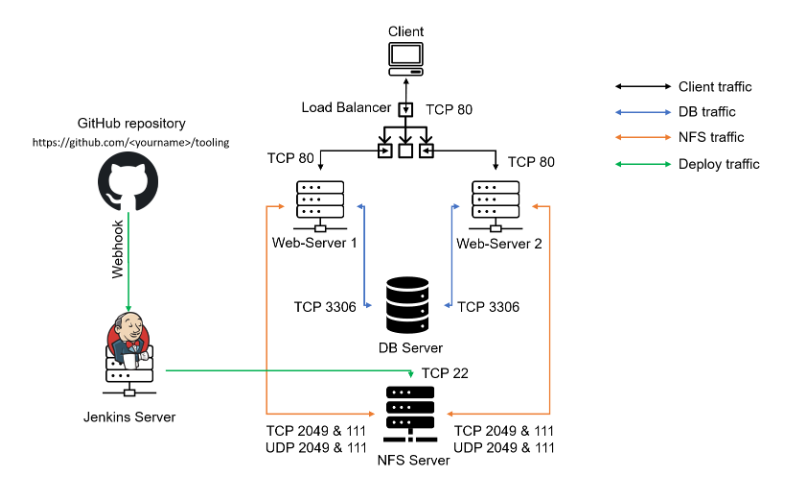 Client
Load Balancer
TCP 80
Client traffic
DB traffic
NFS traffic
Deploy traffic
GitHub repository
https://github.com/<yourname>/tooling
TCP 80
TCP 80
Web-Server 1
Web-Server 2
Webhook
TCP 3306
TCP 3306
DB Server
TCP 22
Jenkins Server
TCP 2049 & 111
UDP 2049 & 111
TCP 2049 & 111
UDP 2049 & 111
NFS Server